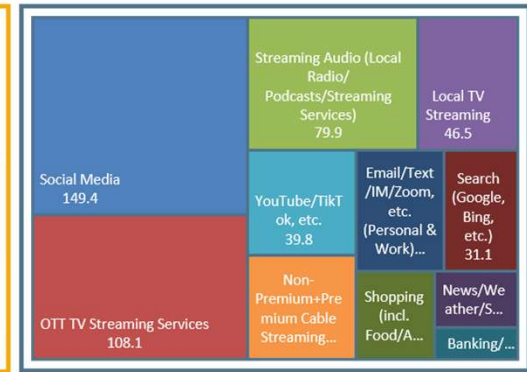 Social Media
149.4
OTT TV Streaming Services
108.1
Streaming Audio (Local
Radio/
Podcasts/Streaming
Services)
79.9
Local TV
Streaming
46.5
YouTube/TikT
ok, etc.
39.8
Email/Text
/IM/Zoom,
etc.
(Personal &
Work)...
Search
(Google,
Bing,
etc.)
31.1
Non-
Premium+Pre
mium Cable
Streaming...
Shopping
(incl.
Food/A...
News/We
ather/S...
Banking/...